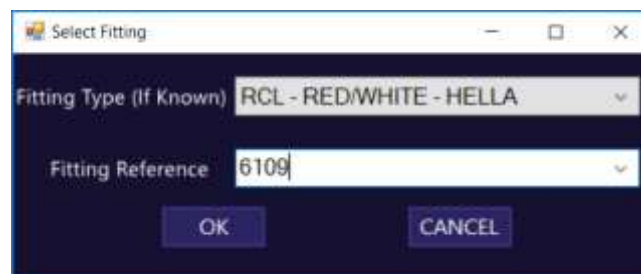 Select Fitting
Fitting Type (If Known) RCL - RED/WHITE - HELLA
Fitting Reference 6109
OK CANCEL